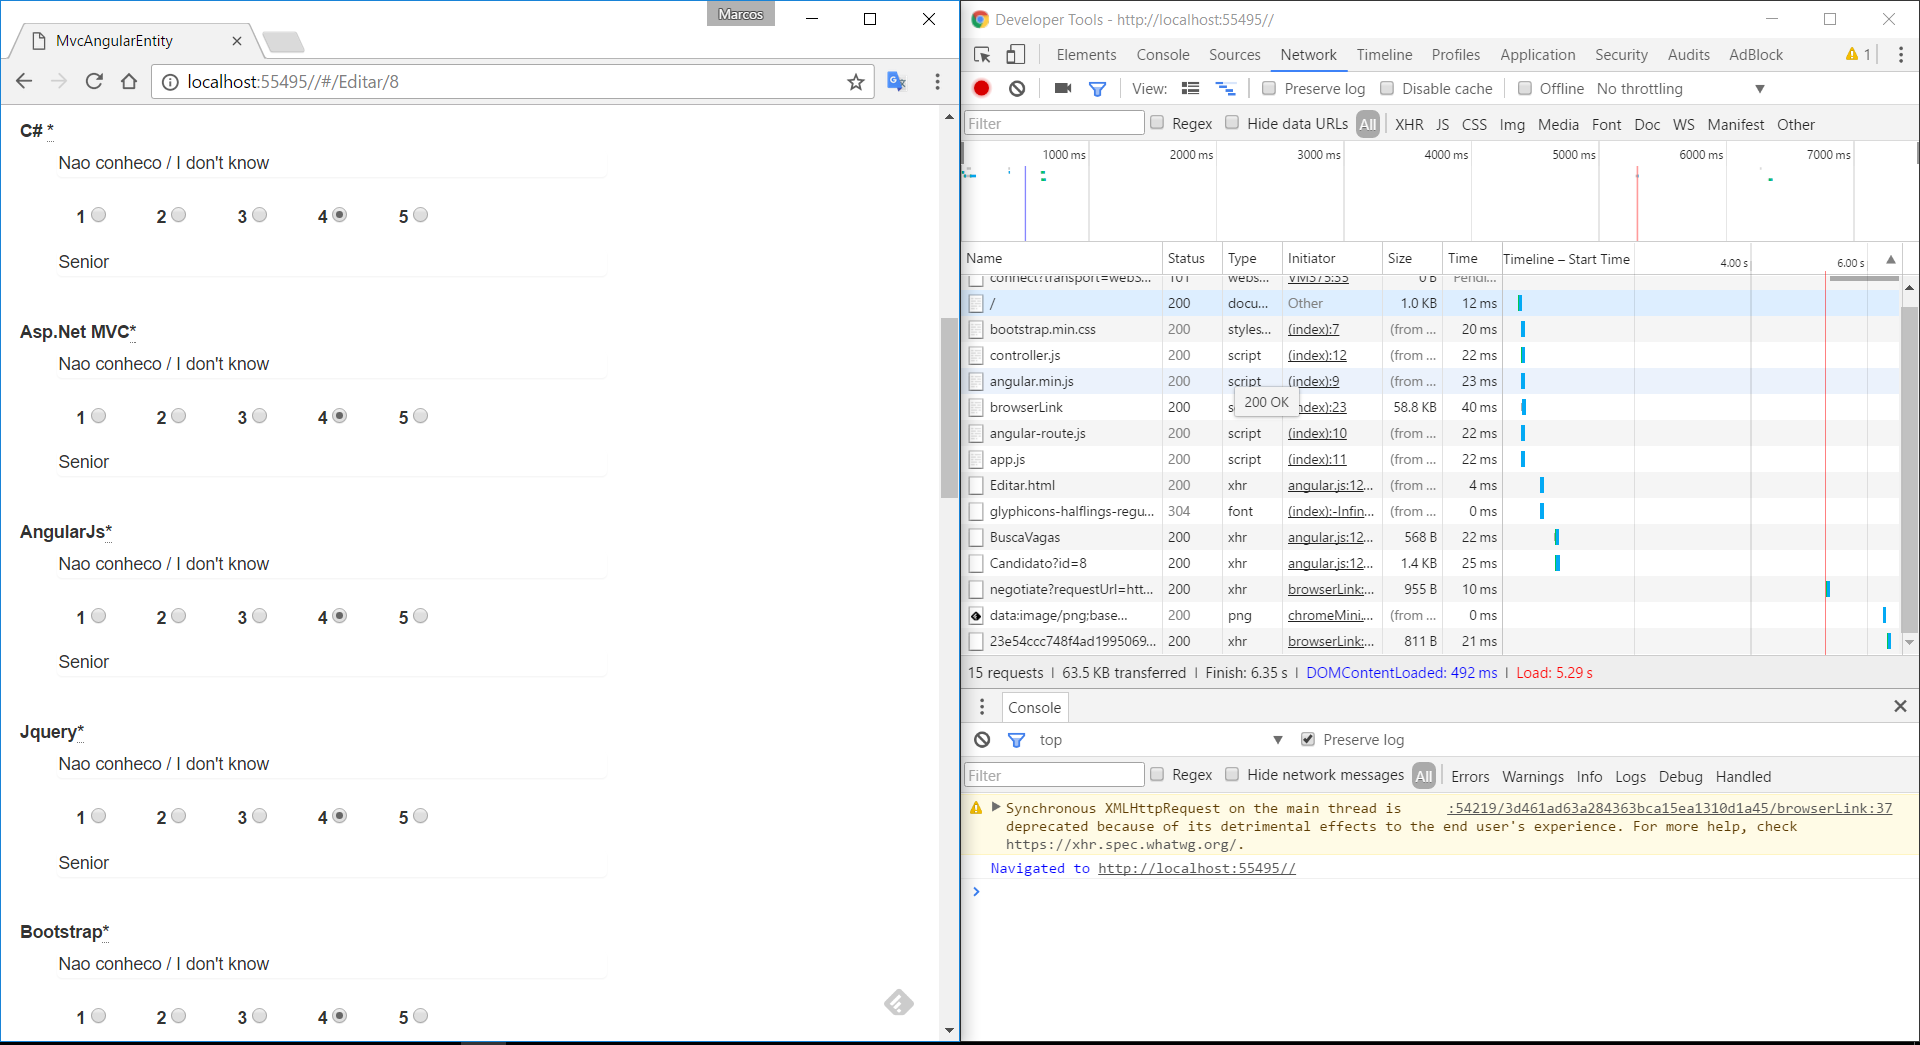 Marcos
MvcAngularEntity
localhost:55495//#/Editar/8
C# *
Nao conheco / I don't know
1 2 3 4 5
Senior
Asp.Net MVC*
Nao conheco / I don't know
1 2 3 4 5
Senior
AngularJs*
Nao conheco / I don't know
1 2 3 4 5
Senior
Jquery*
Nao conheco / I don't know
1 2 3 4 5
Senior
Bootstrap*
Nao conheco / I don't know
1 2 3 4 5
Developer Tools - http://localhost:55495//
Elements Console Sources Network Timeline Profiles Application Security Audits AdBlock 1
View: Preserve log Disable cache Offline No throttling
Filter Regex Hide data URLs All XHR JS CSS Img Media Font Doc WS Manifest Other
1000 ms 2000 ms 3000 ms 4000 ms 5000 ms 6000 ms 7000 ms
Name Status Type Initiator Size Time Timeline – Start Time 4.00 s 6.00 s
connect?transport=webS... 101 webs... VM375:35 0 B Pendi...
/ 200 docu... Other 1.0 KB 12 ms
bootstrap.min.css 200 styles... (index):7 (from ... 20 ms
controller.js 200 script (index):12 (from ... 22 ms
angular.min.js 200 script (index):9 (from ... 23 ms
200 OK
browserLink 200 s ndex):23 58.8 KB 40 ms
angular-route.js 200 script (index):10 (from ... 22 ms
app.js 200 script (index):11 (from ... 22 ms
Editar.html 200 xhr angular.js:12... (from ... 4 ms
glyphicons-halflings-regu... 304 font (index):-Infin... (from ... 0 ms
BuscaVagas 200 xhr angular.js:12... 568 B 22 ms
Candidato?id=8 200 xhr angular.js:12... 1.4 KB 25 ms
negotiate?requestUrl=htt... 200 xhr browserLink:... 955 B 10 ms
data:image/png;base... 200 png chromeMini... (from ... 0 ms
23e54ccc748f4ad1995069... 200 xhr browserLink:... 811 B 21 ms
15 requests | 63.5 KB transferred | Finish: 6.35 s | DOMContentLoaded: 492 ms | Load: 5.29 s
Console
top Preserve log
Filter Regex Hide network messages All Errors Warnings Info Logs Debug Handled
Synchronous XMLHttpRequest on the main thread is :54219/3d461ad63a284363bca15ea1310d1a45/browserLink:37
deprecated because of its detrimental effects to the end user's experience. For more help, check
https://xhr.spec.whatwg.org/.
Navigated to http://localhost:55495//